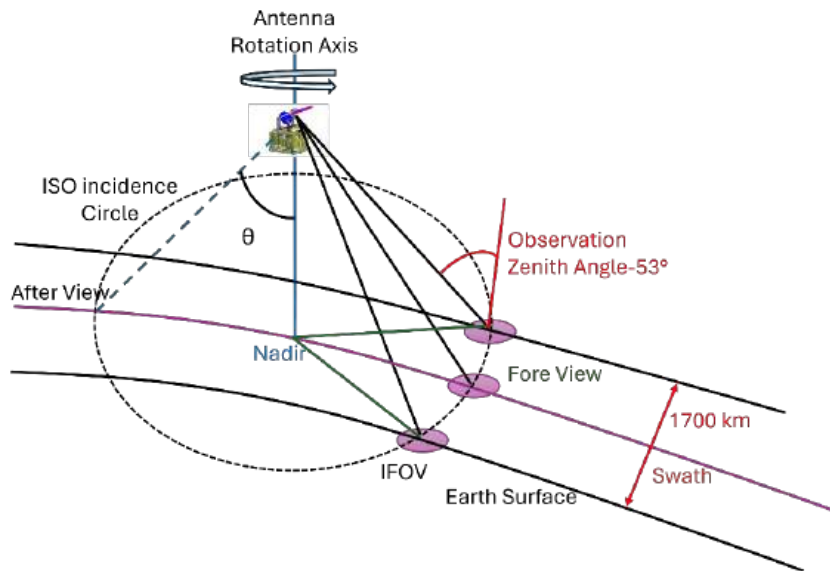 Antenna
Rotation Axis
ISO incidence
Circle
θ
Observation
Zenith Angle-53º
After View
Nadir
Fore View
1700 km
IFOV
Swath
Earth Surface